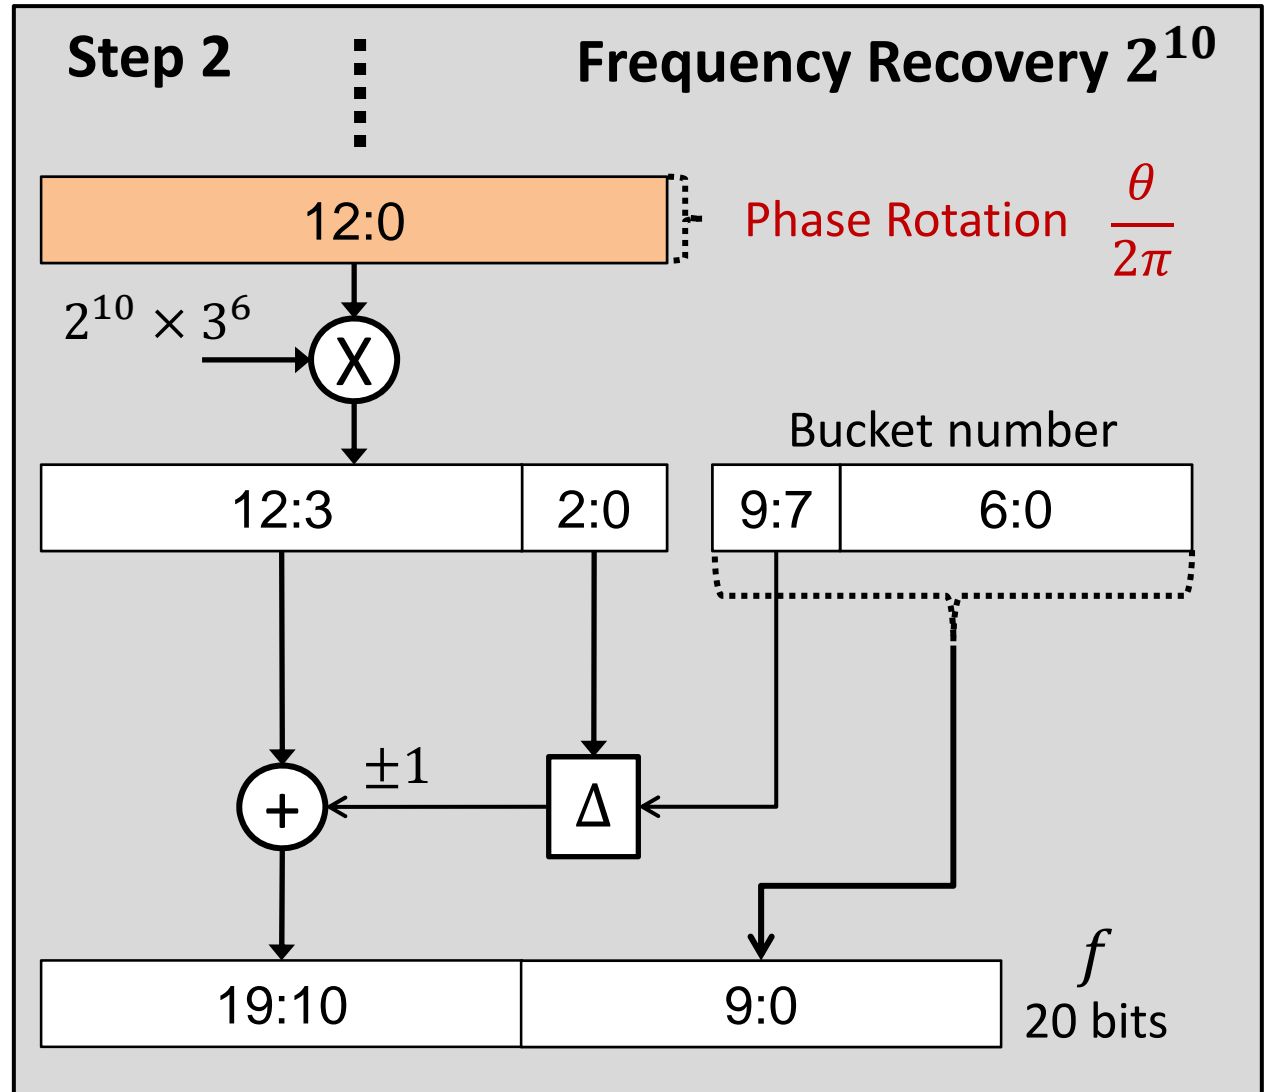 Step 2
Frequency Recovery 2^10
12:0
Phase Rotation θ/2π
2^10 × 3^6
X
Bucket number
12:3 2:0 9:7 6:0
±1
+ Δ
19:10 9:0
f
20 bits